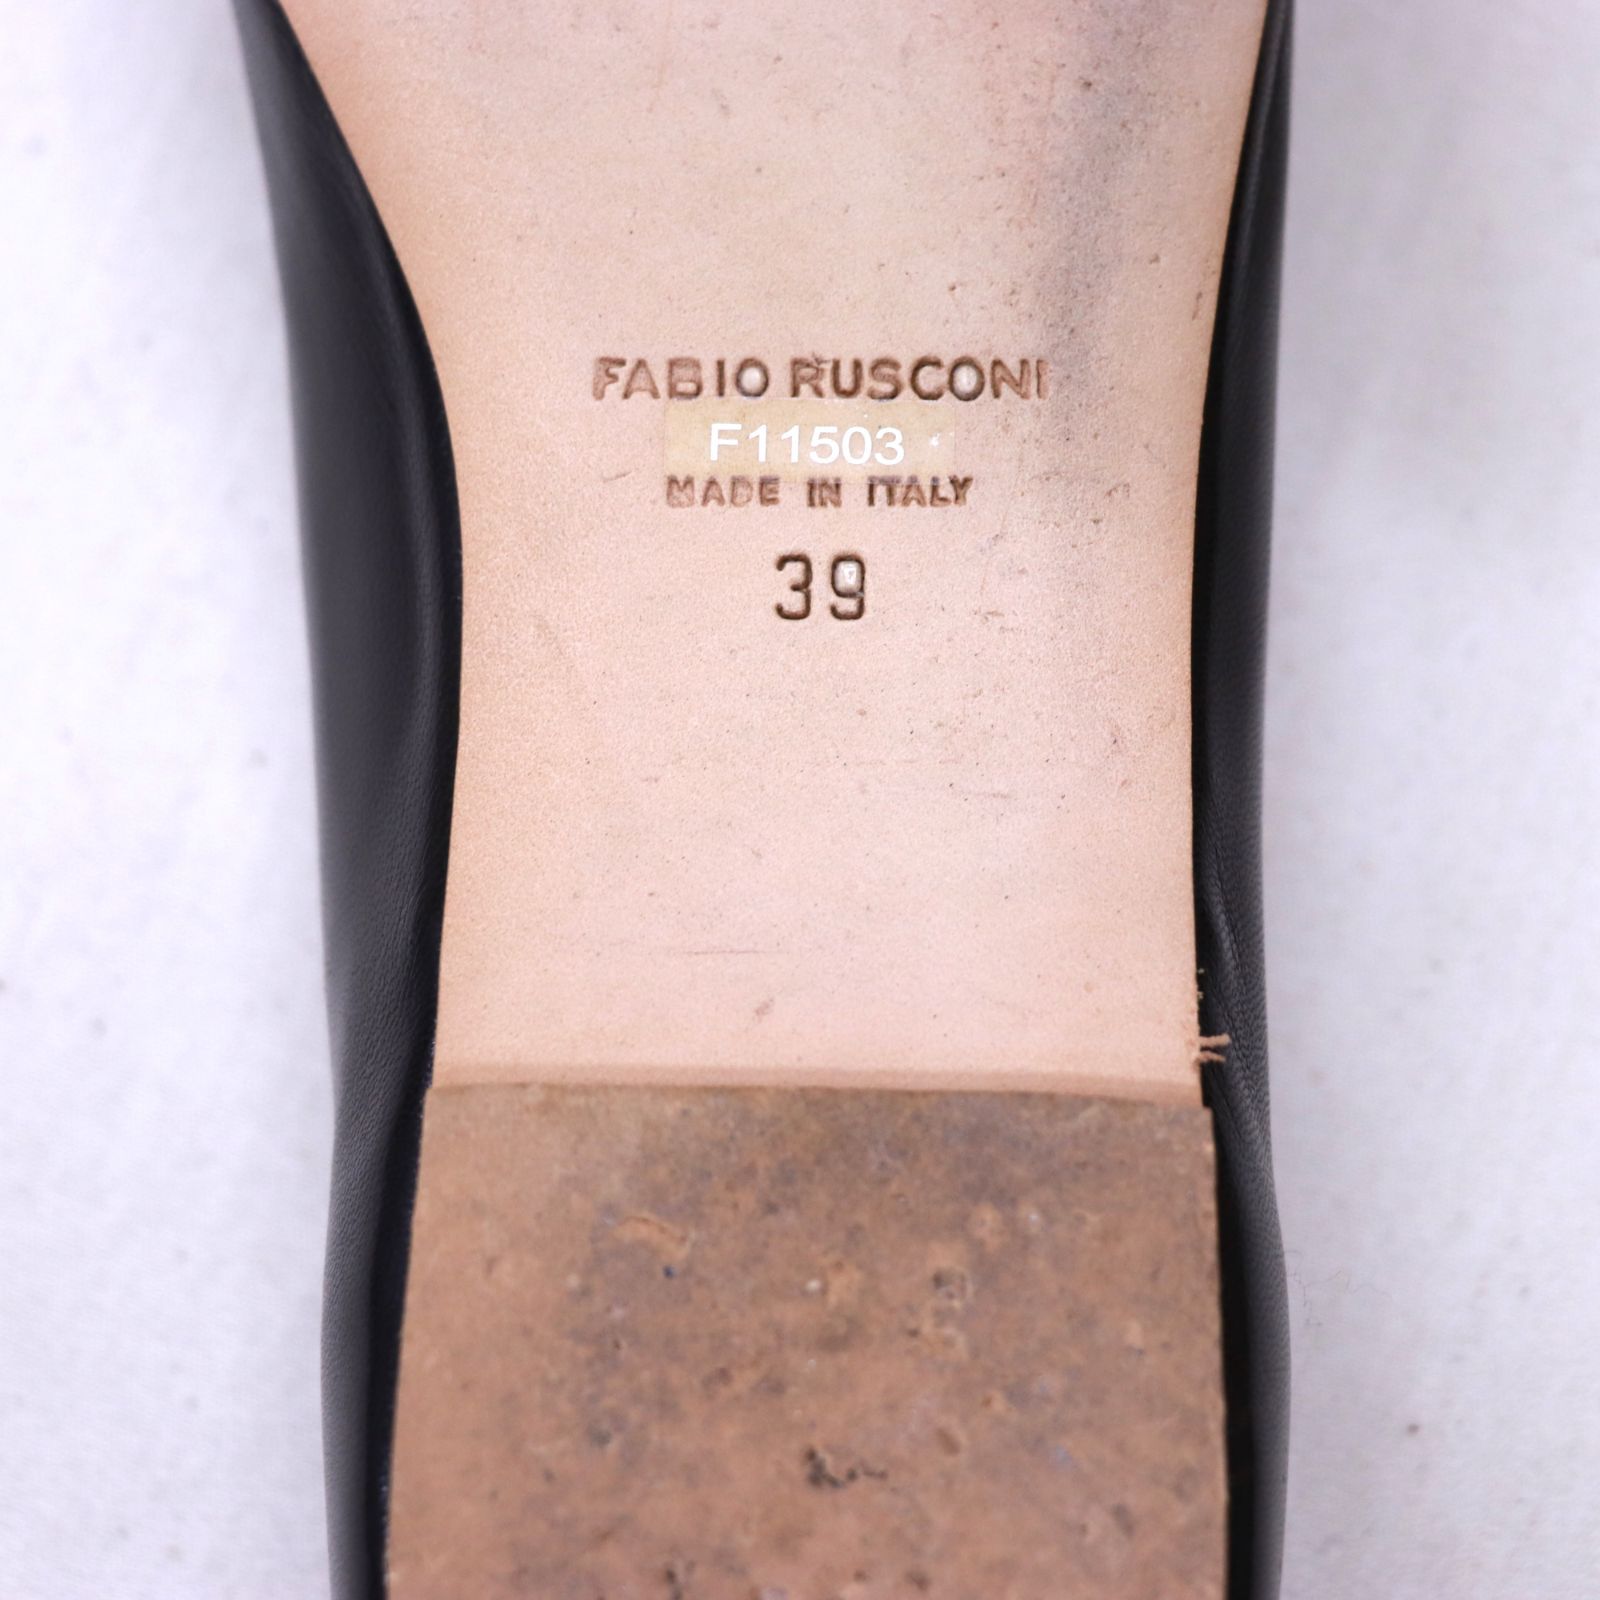 FABIO RUSCONI
F11503
MADE IN ITALY
39